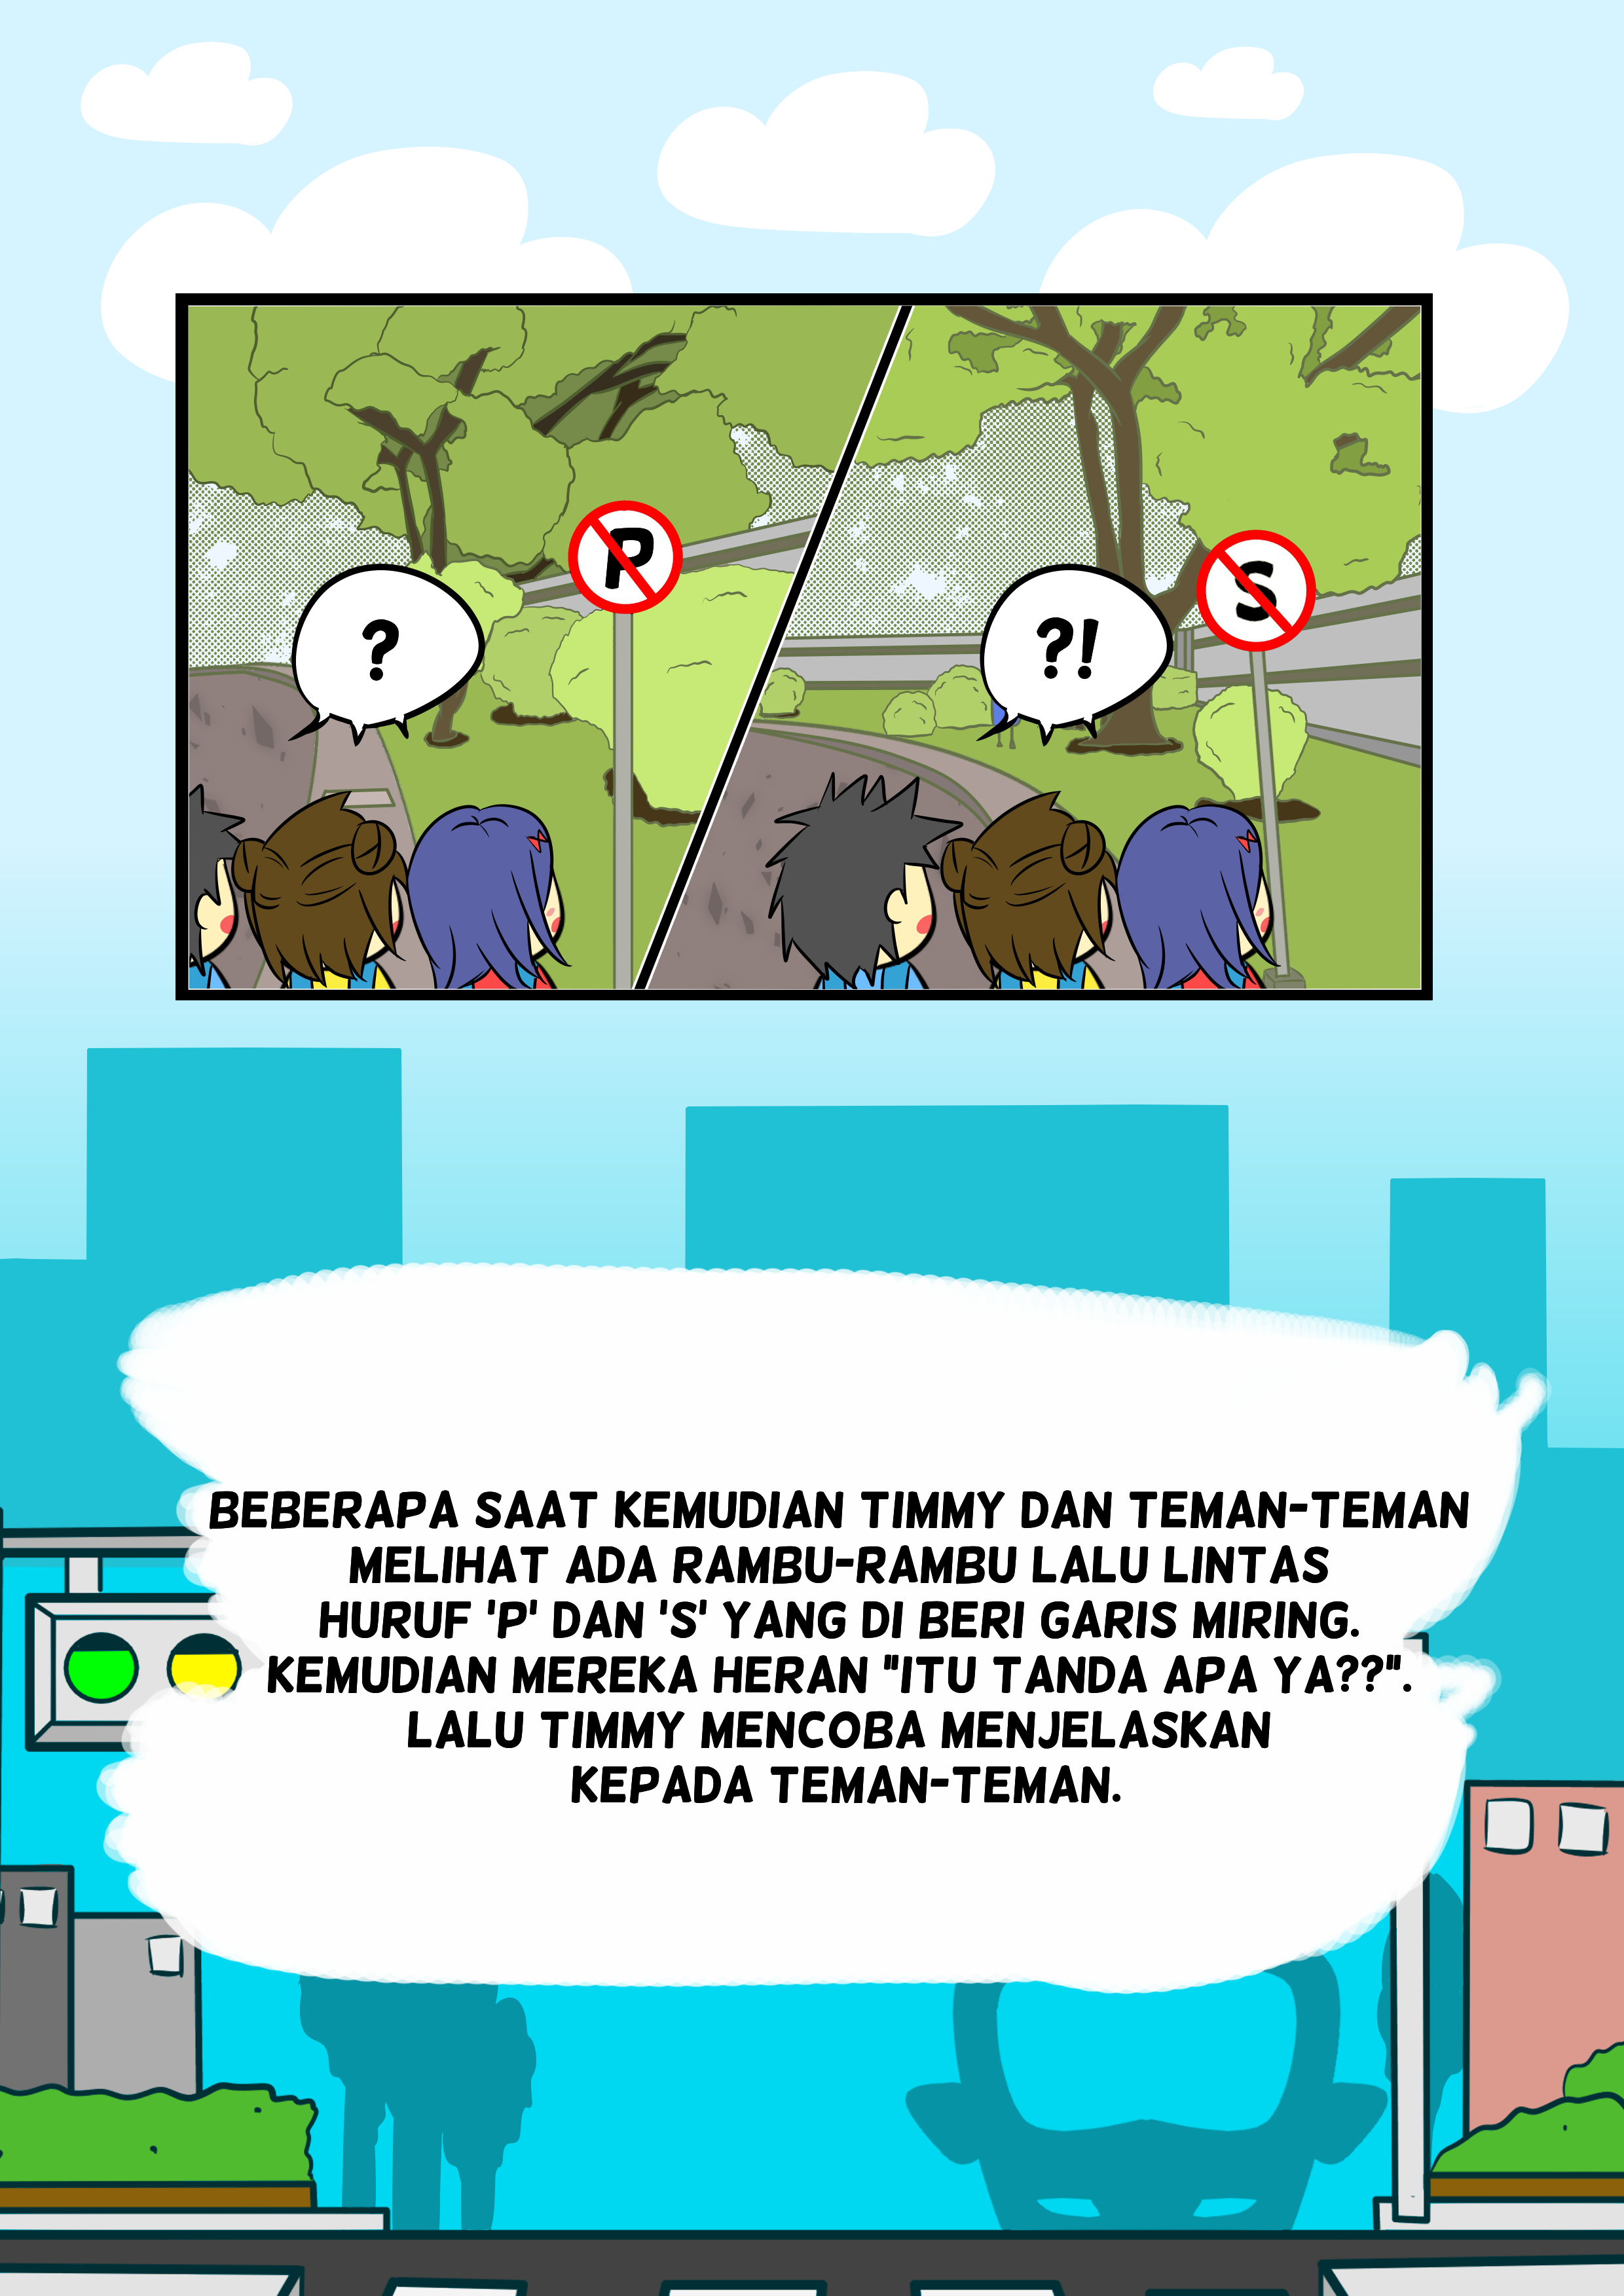 P
?
S
?!
BEBERAPA SAAT KEMUDIAN TIMMY DAN TEMAN-TEMAN
MELIHAT ADA RAMBU-RAMBU LALU LINTAS
HURUF 'P' DAN 'S' YANG DI BERI GARIS MIRING.
KEMUDIAN MEREKA HERAN "ITU TANDA APA YA??".
LALU TIMMY MENCOBA MENJELASKAN
KEPADA TEMAN-TEMAN.